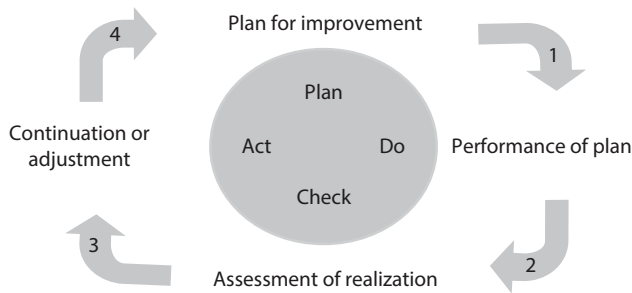 4
Plan for improvement
1
Plan
Continuation or
adjustment
Act
Do
Performance of plan
Check
3
2
Assessment of realization